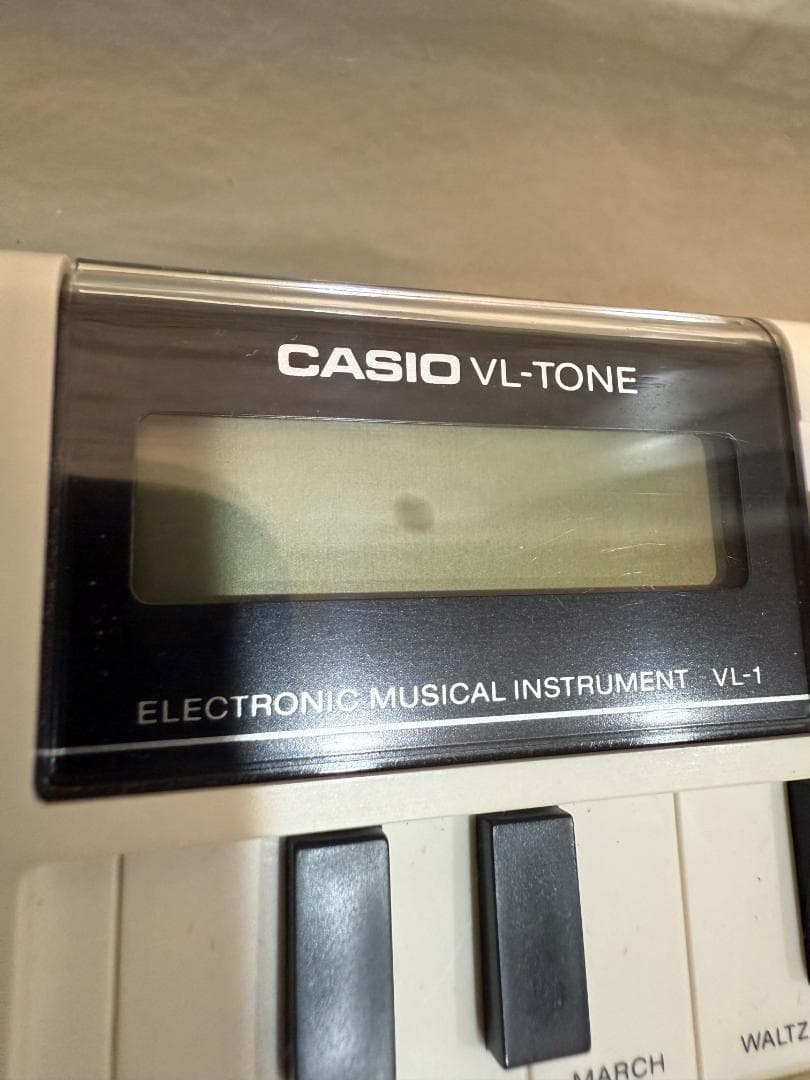 CASIO VL-TONE
ELECTRONIC MUSICAL INSTRUMENT VL-1
MARCH
WALTZ